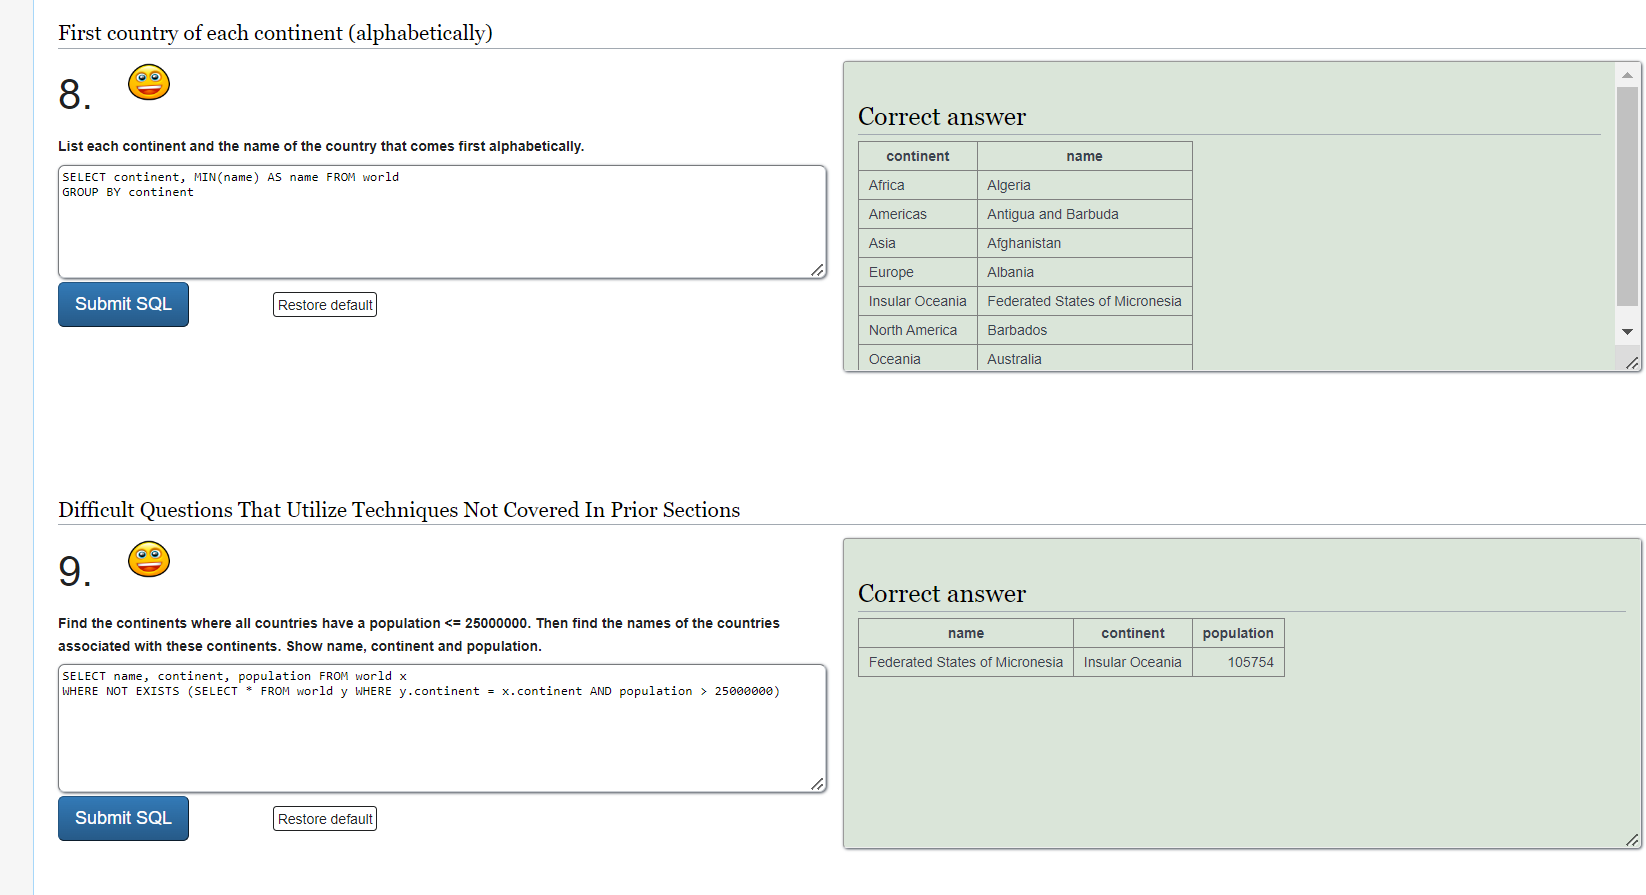 First country of each continent (alphabetically)
8.
List each continent and the name of the country that comes first alphabetically.
SELECT continent, MIN(name) AS name FROM world
GROUP BY continent
Submit SQL
Restore default
Correct answer
continent name
Africa Algeria
Americas Antigua and Barbuda
Asia Afghanistan
Europe Albania
Insular Oceania Federated States of Micronesia
North America Barbados
Oceania Australia
Difficult Questions That Utilize Techniques Not Covered In Prior Sections
9.
Find the continents where all countries have a population <= 25000000. Then find the names of the countries
associated with these continents. Show name, continent and population.
SELECT name, continent, population FROM world x
WHERE NOT EXISTS (SELECT * FROM world y WHERE y.continent = x.continent AND population > 25000000)
Submit SQL
Restore default
Correct answer
name continent population
Federated States of Micronesia Insular Oceania 105754